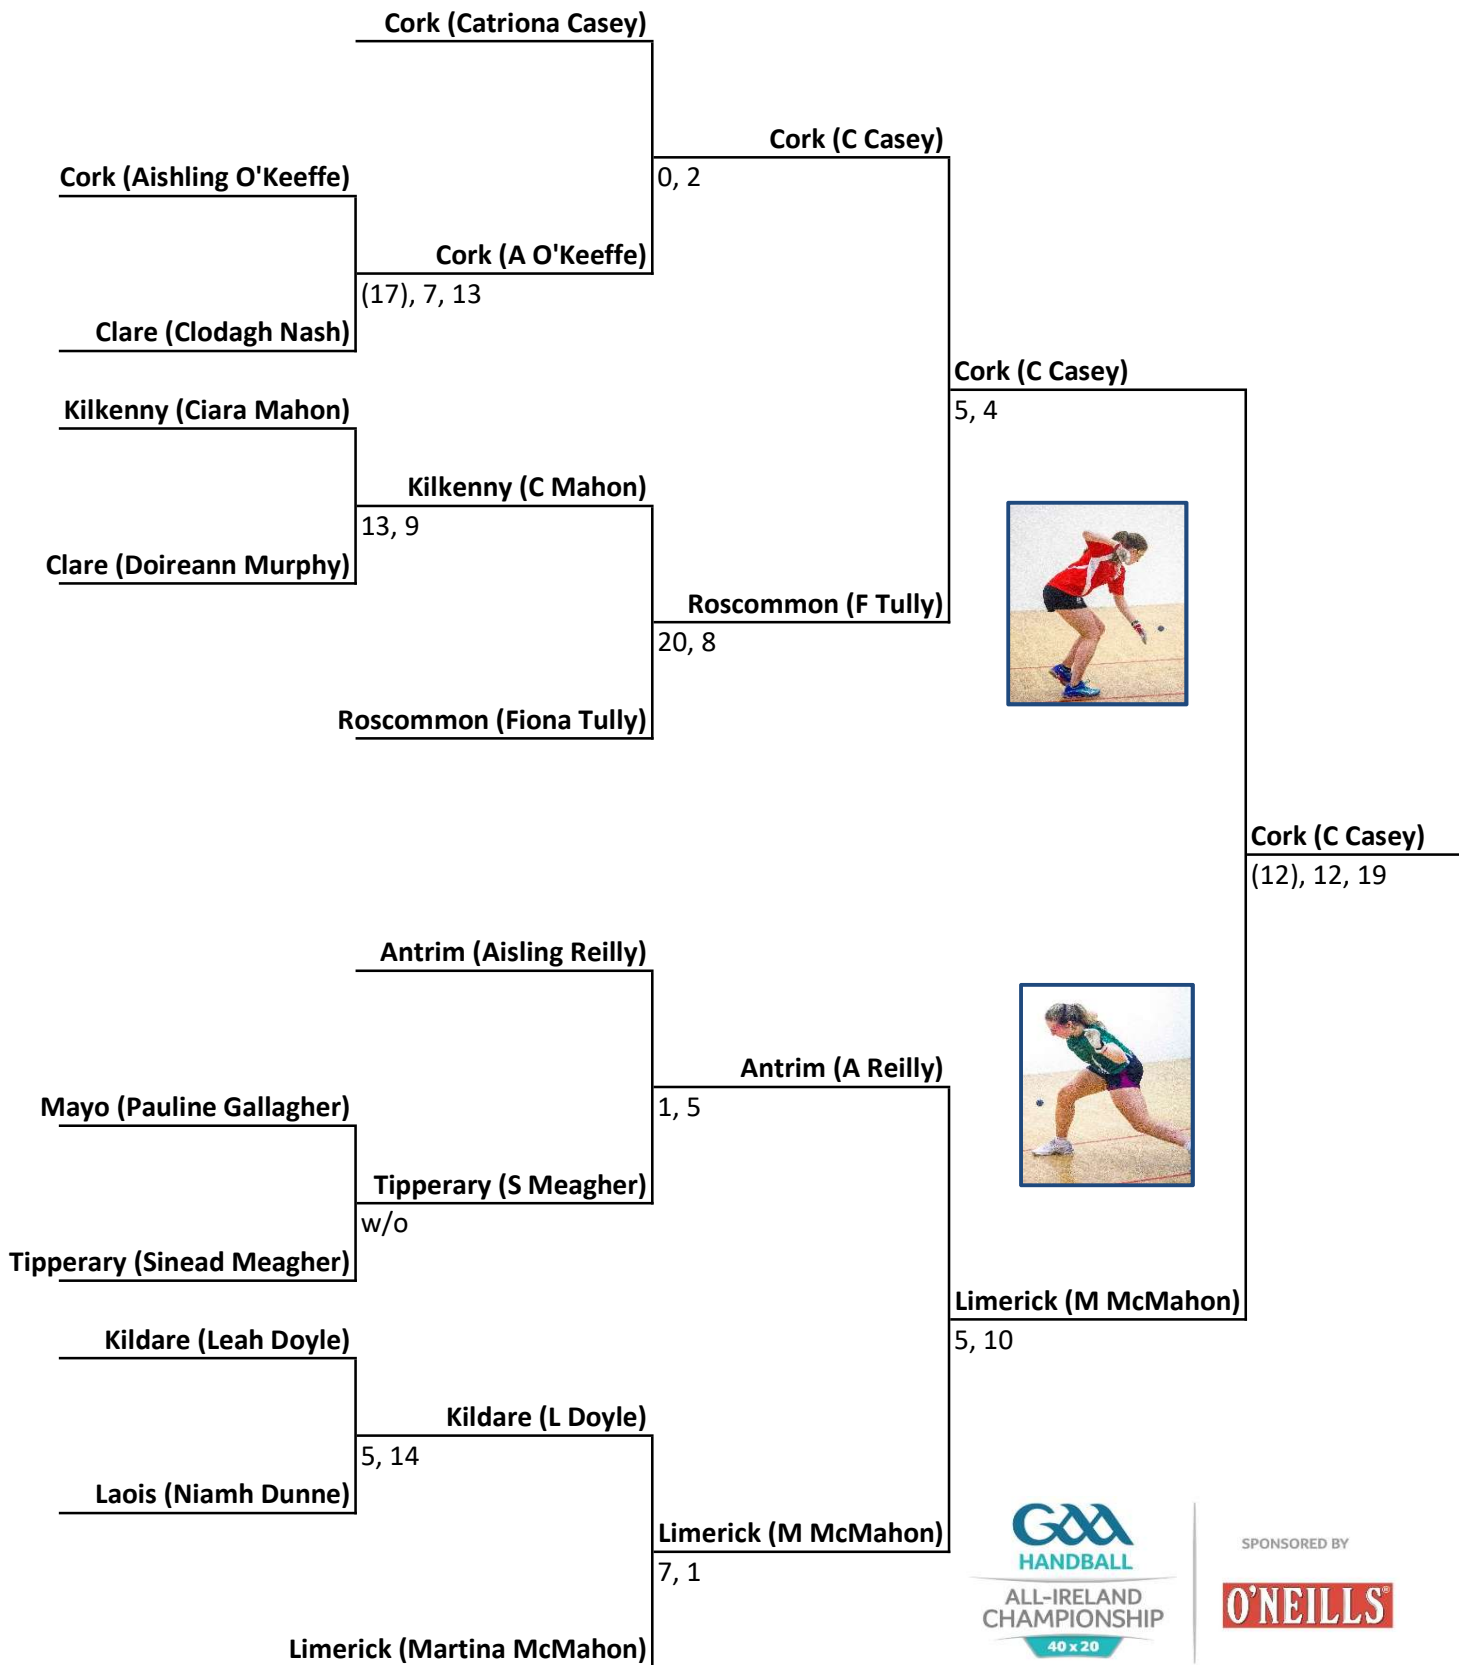 Cork (Catriona Casey)
Cork (C Casey)
Cork (Aishling O'Keeffe)
0, 2
Cork (A O'Keeffe)
(17), 7, 13
Clare (Clodagh Nash)
Cork (C Casey)
Kilkenny (Ciara Mahon)
5, 4
Kilkenny (C Mahon)
13, 9
Clare (Doireann Murphy)
Roscommon (F Tully)
20, 8
Roscommon (Fiona Tully)
Cork (C Casey)
(12), 12, 19
Antrim (Aisling Reilly)
Antrim (A Reilly)
Mayo (Pauline Gallagher)
1, 5
Tipperary (S Meagher)
w/o
Tipperary (Sinead Meagher)
Limerick (M McMahon)
Kildare (Leah Doyle)
5, 10
Kildare (L Doyle)
5, 14
Laois (Niamh Dunne)
Limerick (M McMahon)
7, 1
Limerick (Martina McMahon)
GAA
HANDBALL
ALL-IRELAND
CHAMPIONSHIP
40 x 20
SPONSORED BY
O'NEILLS®